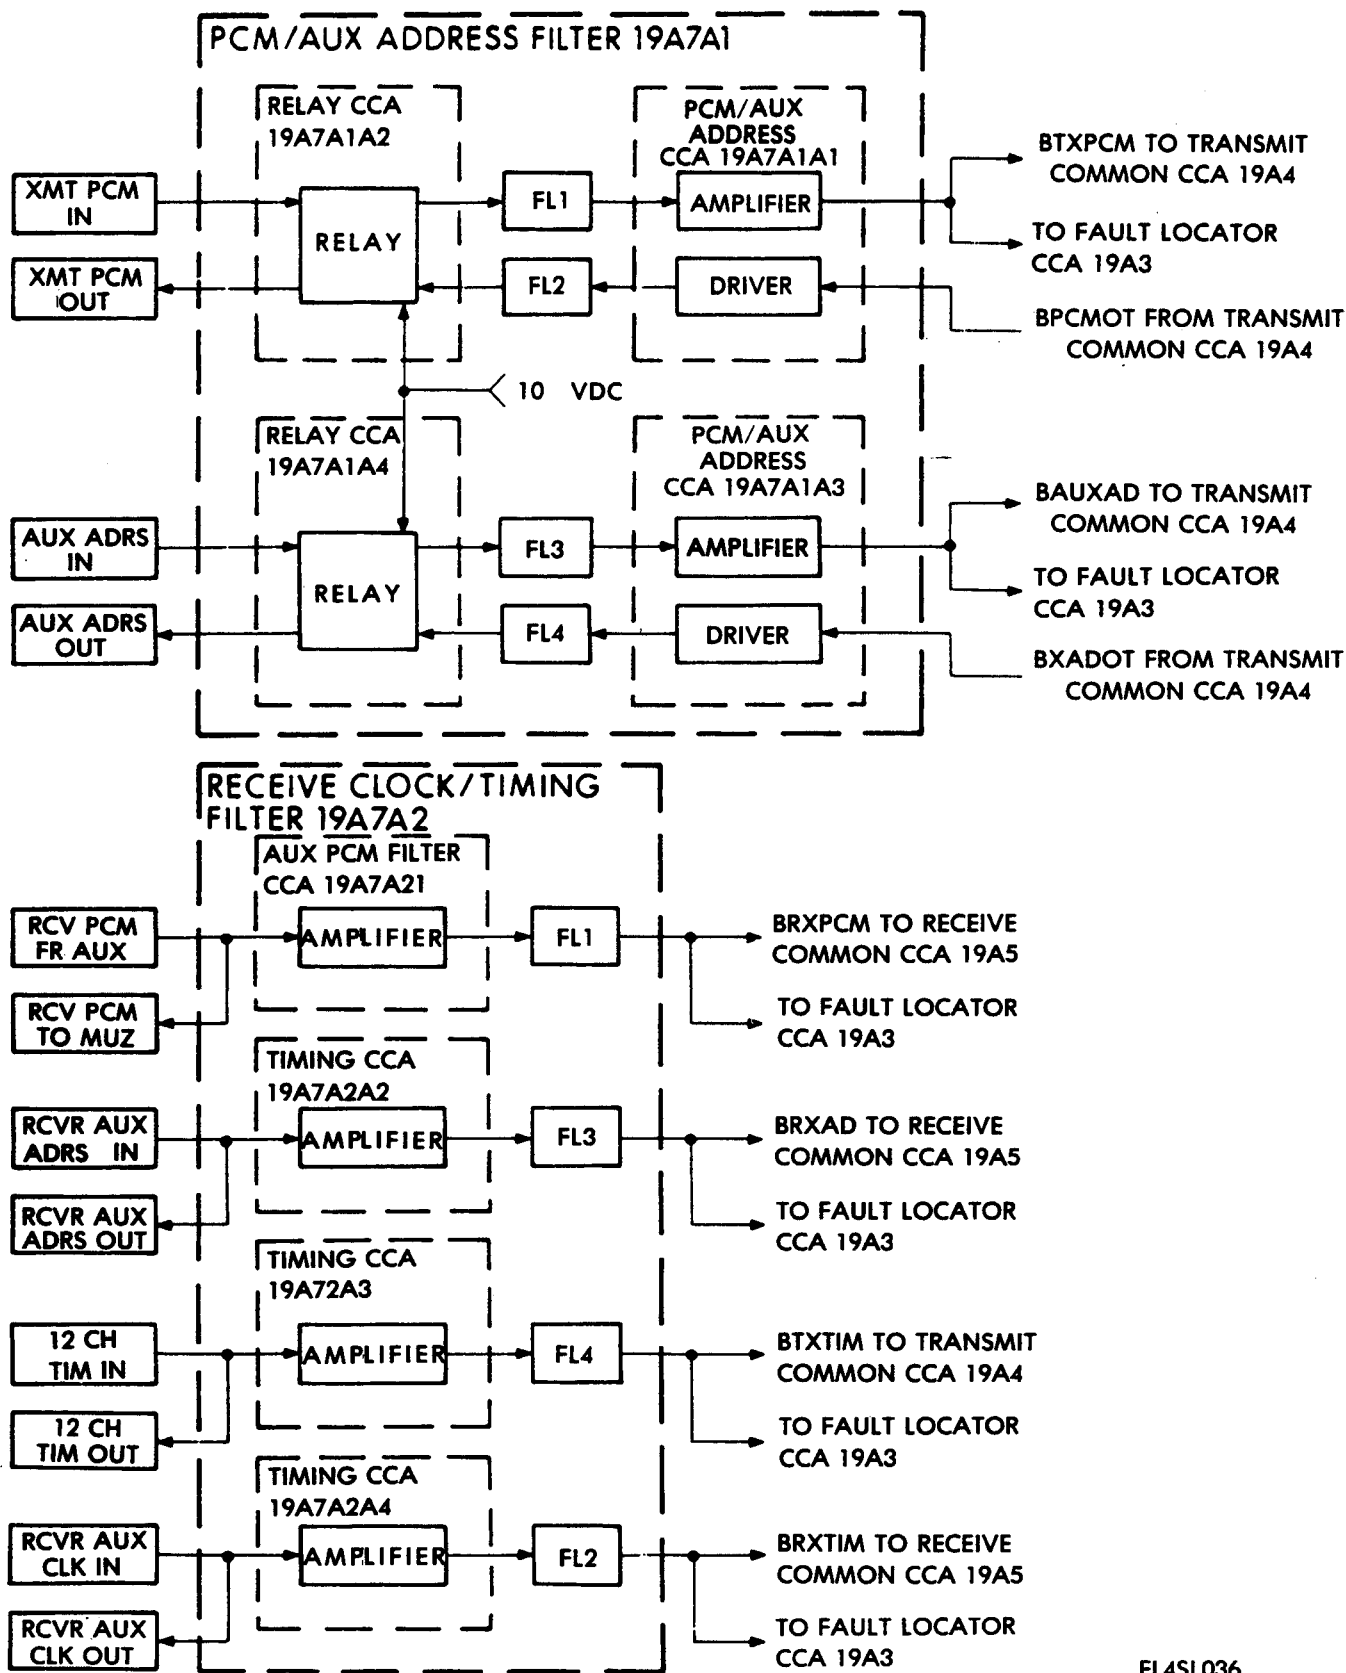 PCM/AUX ADDRESS FILTER 19A7A1
RELAY CCA
19A7A1A2
PCM/AUX
ADDRESS
CCA 19A7A1A1
XMT PCM
IN
RELAY
FL1
AMPLIFIER
BTXPCM TO TRANSMIT
COMMON CCA 19A4
TO FAULT LOCATOR
CCA 19A3
XMT PCM
OUT
FL2
DRIVER
BPCMOT FROM TRANSMIT
COMMON CCA 19A4
10 VDC
RELAY CCA
19A7A1A4
PCM/AUX
ADDRESS
CCA 19A7A1A3
AUX ADRS
IN
RELAY
FL3
AMPLIFIER
BAUXAD TO TRANSMIT
COMMON CCA 19A4
TO FAULT LOCATOR
CCA 19A3
AUX ADRS
OUT
FL4
DRIVER
BXADOT FROM TRANSMIT
COMMON CCA 19A4
RECEIVE CLOCK/TIMING
FILTER 19A7A2
AUX PCM FILTER
CCA 19A7A21
RCV PCM
FR AUX
AMPLIFIER
FL1
BRXPCM TO RECEIVE
COMMON CCA 19A5
RCV PCM
TO MUZ
TO FAULT LOCATOR
CCA 19A3
TIMING CCA
19A7A2A2
RCVR AUX
ADRS IN
AMPLIFIER
FL3
BRXAD TO RECEIVE
COMMON CCA 19A5
RCVR AUX
ADRS OUT
TO FAULT LOCATOR
CCA 19A3
TIMING CCA
19A72A3
12 CH
TIM IN
AMPLIFIER
FL4
BTXTIM TO TRANSMIT
COMMON CCA 19A4
12 CH
TIM OUT
TO FAULT LOCATOR
CCA 19A3
TIMING CCA
19A7A2A4
RCVR AUX
CLK IN
AMPLIFIER
FL2
BRXTIM TO RECEIVE
COMMON CCA 19A5
RCVR AUX
CLK OUT
TO FAULT LOCATOR
CCA 19A3
EL4SL036